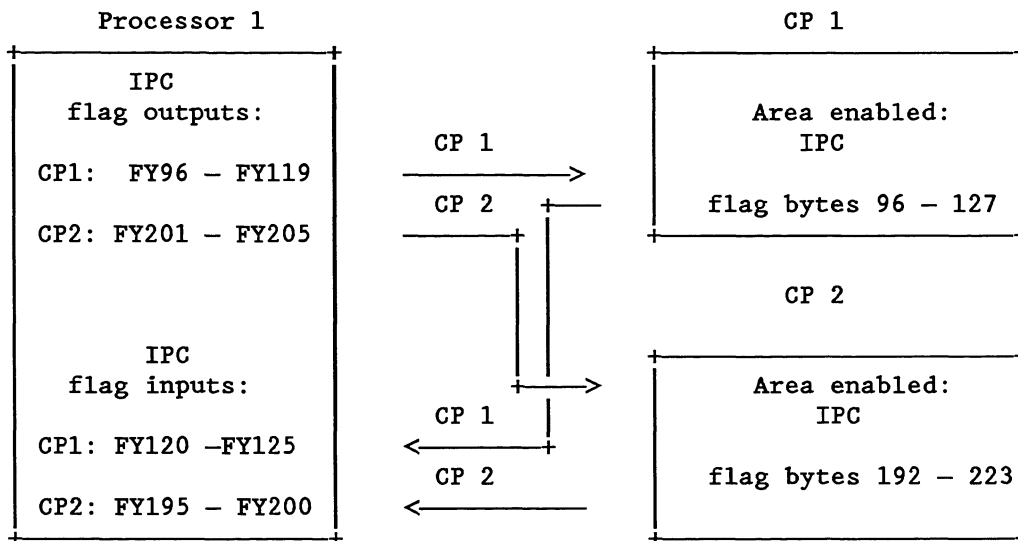 Processor 1
IPC
flag outputs:
CP1: FY96 – FY119
CP2: FY201 – FY205
IPC
flag inputs:
CP1: FY120 –FY125
CP2: FY195 – FY200
CP 1
CP 2
CP 1
CP 2
CP 1
Area enabled:
IPC
flag bytes 96 – 127
CP 2
Area enabled:
IPC
flag bytes 192 – 223